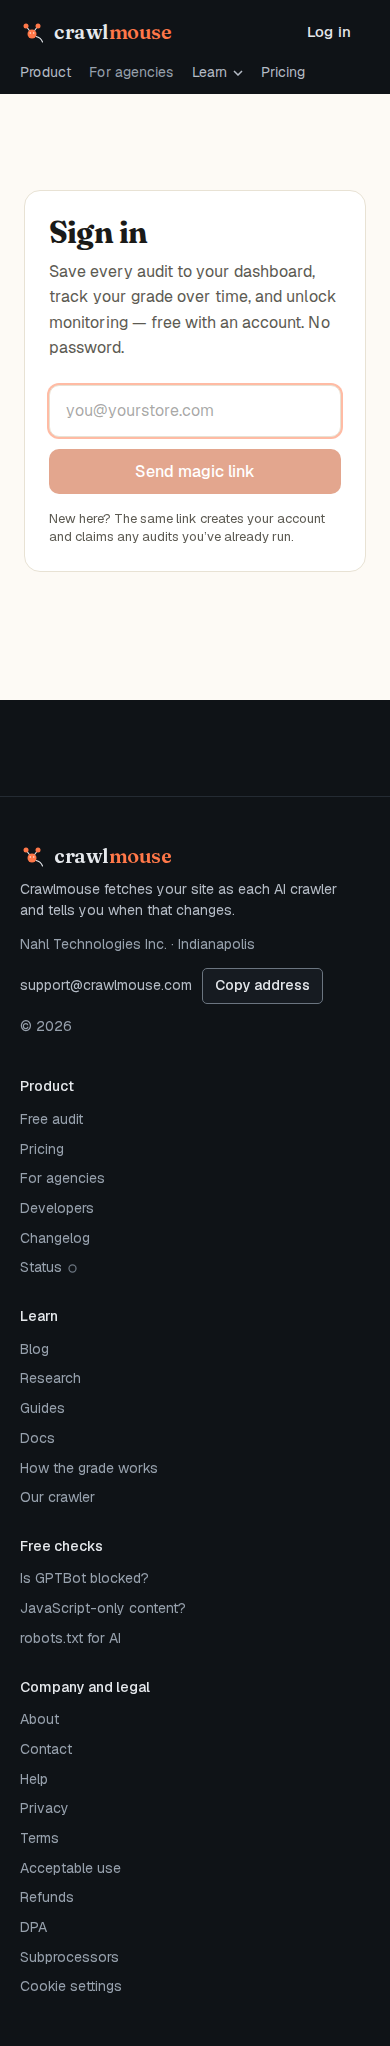 crawlmouse
Log in
Product For agencies Learn Pricing
Sign in
Save every audit to your dashboard,
track your grade over time, and unlock
monitoring — free with an account. No
password.
you@yourstore.com
Send magic link
New here? The same link creates your account
and claims any audits you’ve already run.
crawlmouse
Crawlmouse fetches your site as each AI crawler
and tells you when that changes.
Nahl Technologies Inc. · Indianapolis
support@crawlmouse.com Copy address
© 2026
Product
Free audit
Pricing
For agencies
Developers
Changelog
Status
Learn
Blog
Research
Guides
Docs
How the grade works
Our crawler
Free checks
Is GPTBot blocked?
JavaScript-only content?
robots.txt for AI
Company and legal
About
Contact
Help
Privacy
Terms
Acceptable use
Refunds
DPA
Subprocessors
Cookie settings